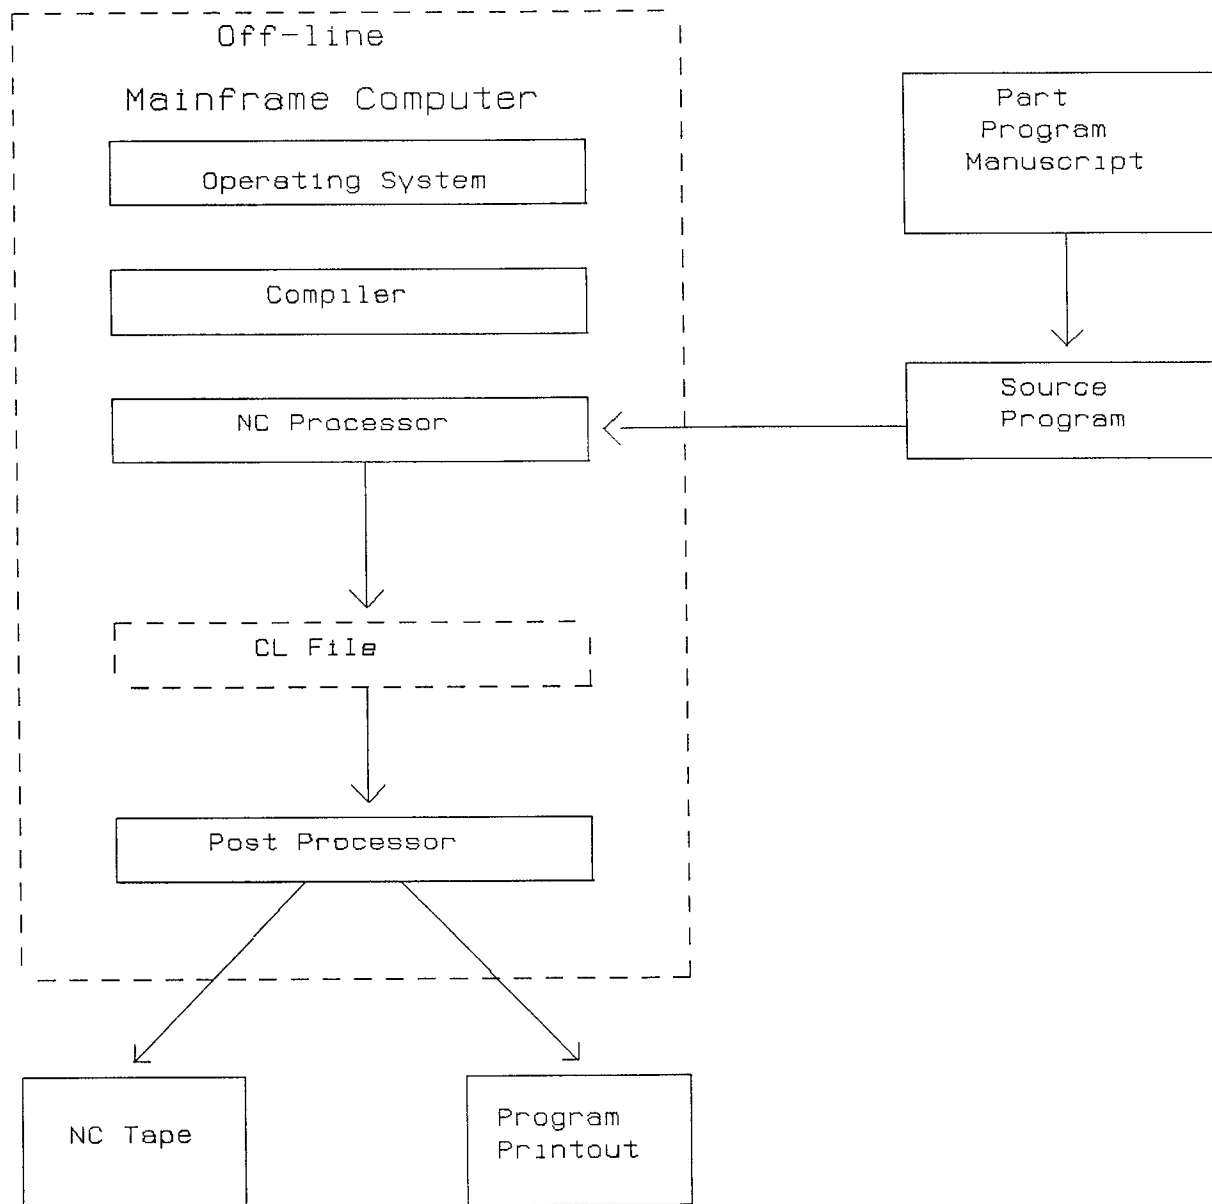 Off-line
Mainframe Computer
Operating System
Compiler
NC Processor
CL File
Post Processor
Part
Program
Manuscript
Source
Program
NC Tape
Program
Printout